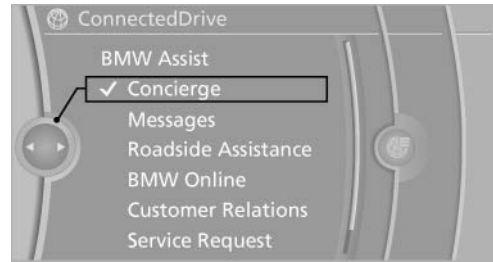 ConnectedDrive
BMW Assist
✓ Concierge
Messages
Roadside Assistance
BMW Online
Customer Relations
Service Request